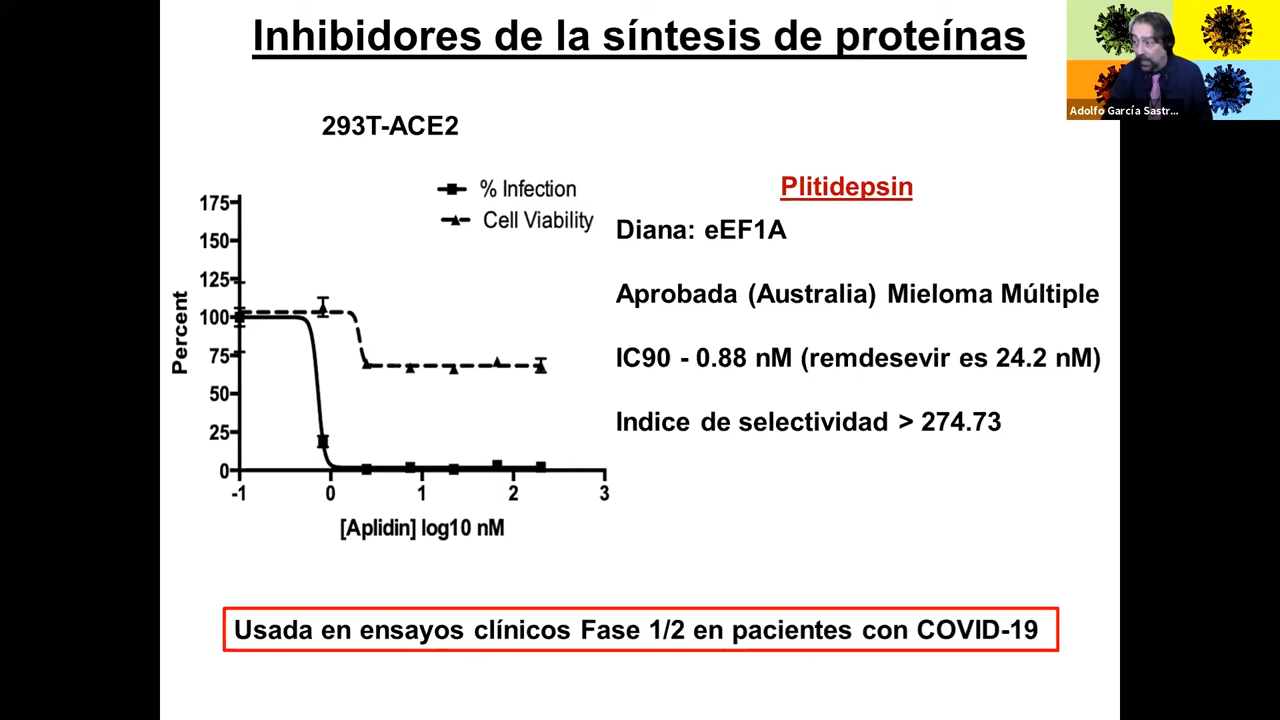 Inhibidores de la síntesis de proteínas
Adolfo García Sastr...
293T-ACE2
% Infection
Cell Viability
175
150
125
100
75
50
25
0
Percent
-1 0 1 2 3
[Aplidin] log10 nM
Plitidepsin
Diana: eEF1A
Aprobada (Australia) Mieloma Múltiple
IC90 - 0.88 nM (remdesevir es 24.2 nM)
Indice de selectividad > 274.73
Usada en ensayos clínicos Fase 1/2 en pacientes con COVID-19